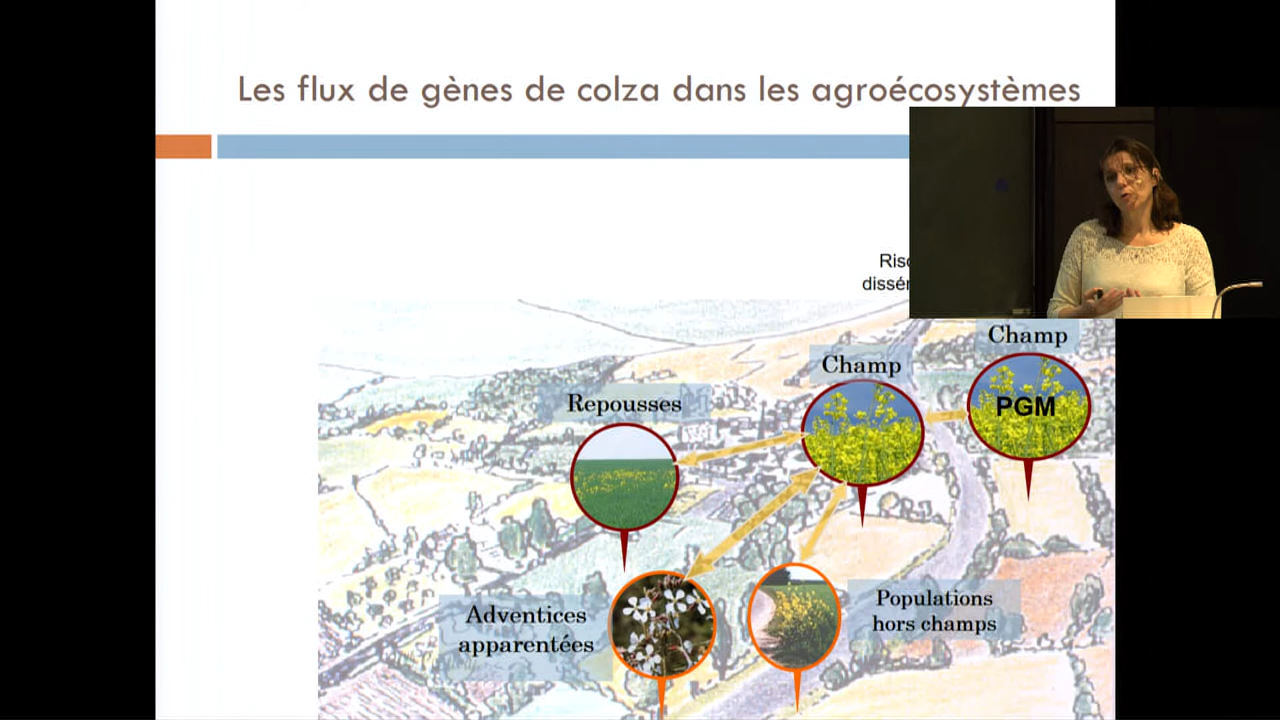 Les flux de gènes de colza dans les agroécosystèmes
Champ
Champ
PGM
Repousses
Adventices
apparentées
Populations
hors champs